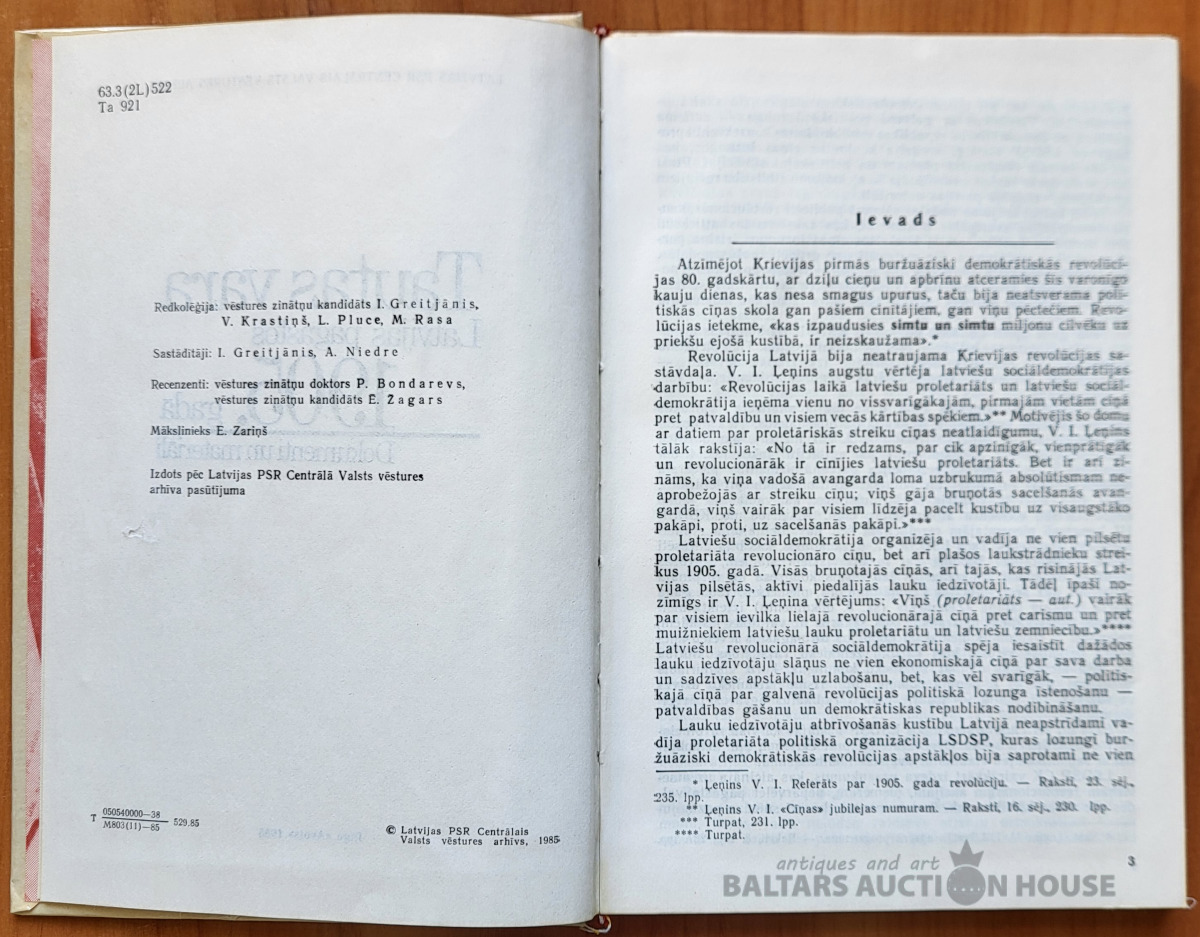 63.3(2L)522
Ta 921
Redkolēģija: vēstures zinātņu kandidāts I. Greitjānis,
V. Krastiņš, L. Pluce, M. Rasa
Sastādītāji: I. Greitjānis, A. Niedre
Recenzenti: vēstures zinātņu doktors P. Bondarevs,
vēstures zinātņu kandidāts E. Žagars
Mākslinieks E. Zariņš
Izdots pēc Latvijas PSR Centrālā Valsts vēstures
arhīva pasūtījuma
T 050540000—38
M803(11)—85 529.85
© Latvijas PSR Centrālais
Valsts vēstures arhīvs, 1985
Ievads
Atzīmējot Krievijas pirmās buržuāziski demokrātiskās revolūci-
jas 80. gadskārtu, ar dziļu cieņu un apbrīnu atceramies šīs varonīgo
kauju dienas, kas nesa smagus upurus, taču bija neatsverama poli-
tiskās cīņas skola gan pašiem cīnītājiem, gan viņu pēctečiem. Revo-
lūcijas ietekme, «kas izpaudusies simtu un simtu miljonu cilvēku uz
priekšu ejošā kustībā, ir neizskaužama».*
Revolūcija Latvijā bija neatraujama Krievijas revolūcijas sa-
stāvdaļa. V. I. Ļeņins augstu vērtēja latviešu sociāldemokrātijas
darbību: «Revolūcijas laikā latviešu proletariāts un latviešu sociāl-
demokrātija ieņēma vienu no vissvarīgākajām, pirmajām vietām cīņā
pret patvaldību un visiem vecās kārtības spēkiem.»** Motivējis šo domu
ar datiem par proletāriskās streiku cīņas neatlaidīgumu, V. I. Ļeņins
tālāk rakstīja: «No tā ir redzams, par cik apzinīgāk, vienprātīgāk
un revolucionārāk ir cīnījies latviešu proletariāts. Bet ir arī zi-
nāms, ka viņa vadošā avangarda loma uzbrukumā absolūtismam ne-
aprobežojās ar streiku cīņu; viņš gāja bruņotās sacelšanās avan-
gardā, viņš vairāk par visiem līdzēja pacelt kustību uz visaugstāko
pakāpi, proti, uz sacelšanās pakāpi.»***
Latviešu sociāldemokrātija organizēja un vadīja ne vien pilsētu
proletariāta revolucionāro cīņu, bet arī plašos laukstrādnieku strei-
kus 1905. gadā. Visās bruņotajās cīņās, arī tajās, kas risinājās Lat-
vijas pilsētās, aktīvi piedalījās lauku iedzīvotāji. Tādēļ īpaši no-
zīmīgs ir V. I. Ļeņina vērtējums: «Viņš (proletariāts — aut.) vairāk
par visiem ievilka lielajā revolucionārajā cīņā pret carismu un pret
muižniekiem latviešu lauku proletariātu un latviešu zemniecību.»****
Latviešu revolucionārā sociāldemokrātija spēja iesaistīt dažādos
lauku iedzīvotāju slāņus ne vien ekonomiskajā cīņā par sava darba
un sadzīves apstākļu uzlabošanu, bet, kas vēl svarīgāk, — politis-
kajā cīņā par galvenā revolūcijas politiskā lozunga īstenošanu —
patvaldības gāšanu un demokrātiskas republikas nodibināšanu.
Lauku iedzīvotāju atbrīvošanās kustību Latvijā neapstrīdami va-
dīja proletariāta politiskā organizācija LSDSP, kuras lozungi bur-
žuāziski demokrātiskās revolūcijas apstākļos bija saprotami ne vien
* Ļeņins V. I. Referāts par 1905. gada revolūciju. — Raksti, 23. sēj.,
235. lpp.
** Ļeņins V. I. «Cīņas» jubilejas numuram. — Raksti, 16. sēj., 230. lpp.
*** Turpat, 231. lpp.
**** Turpat.
3
antiques and art
BALTARS AUCTION HOUSE